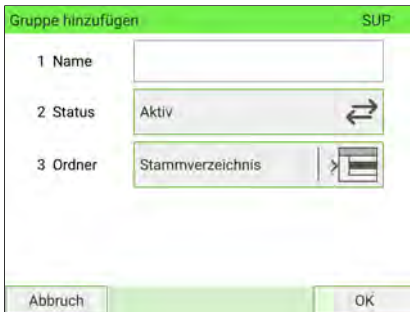 Gruppe hinzufügen SUP
1 Name
2 Status Aktiv
3 Ordner Stammverzeichnis
Abbruch OK